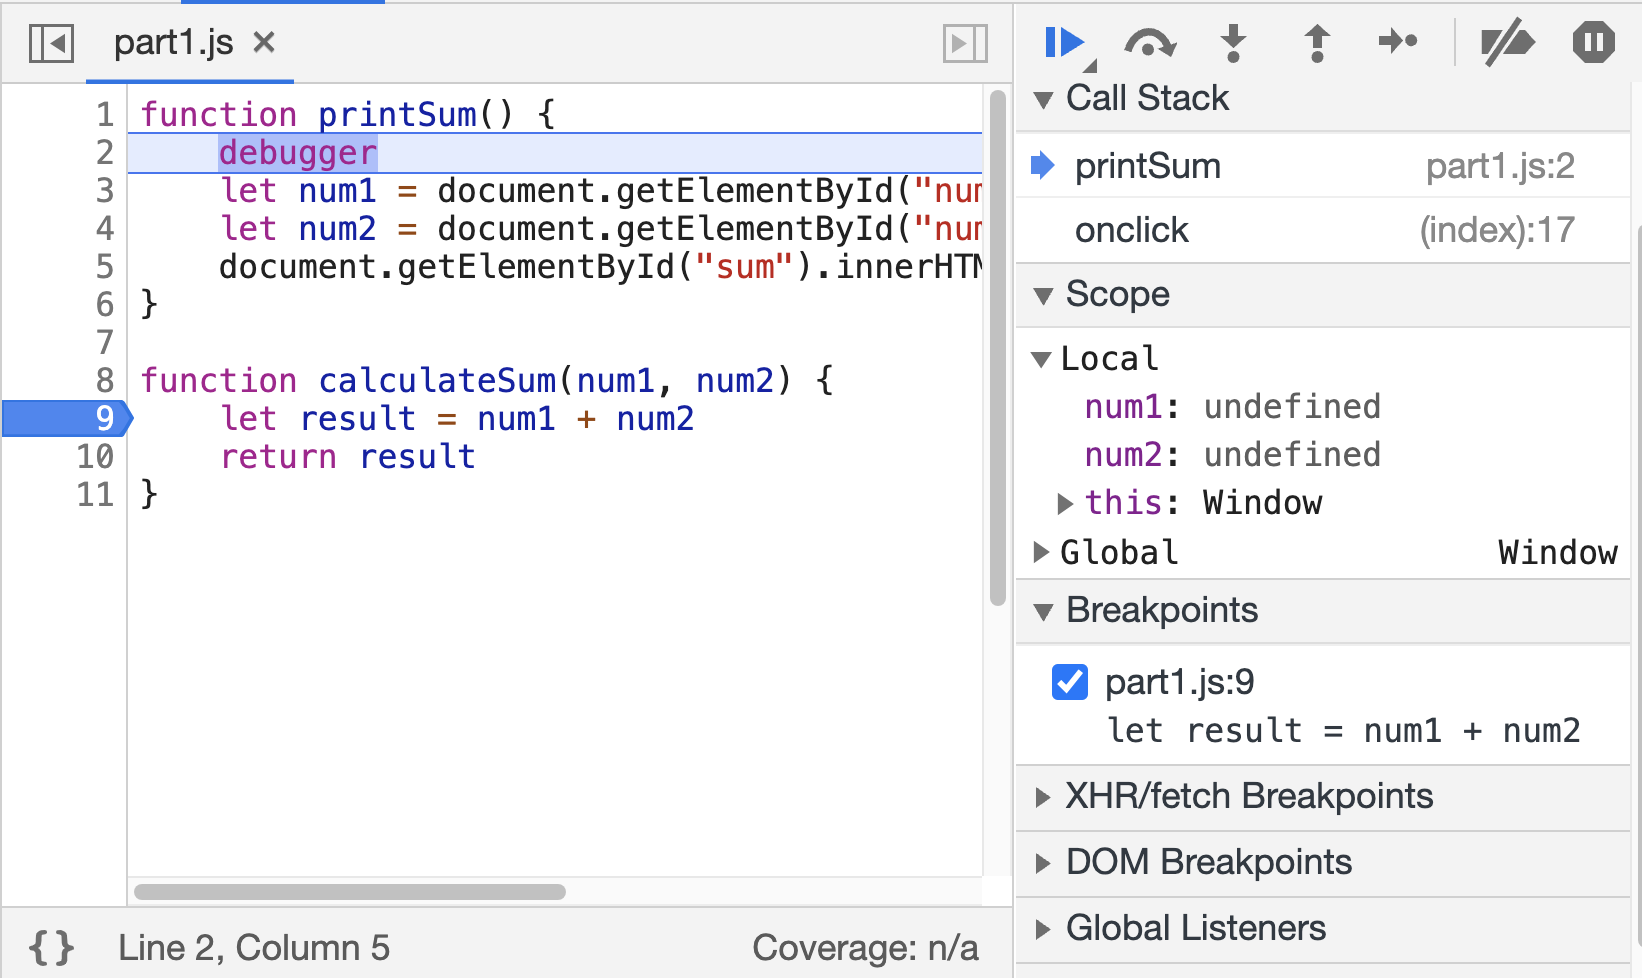 part1.js ×
1 function printSum() {
2     debugger
3     let num1 = document.getElementById("num
4     let num2 = document.getElementById("num
5     document.getElementById("sum").innerHTM
6 }
7
8 function calculateSum(num1, num2) {
9     let result = num1 + num2
10     return result
11 }
{ } Line 2, Column 5 Coverage: n/a
Call Stack
printSum part1.js:2
onclick (index):17
Scope
Local
num1: undefined
num2: undefined
this: Window
Global Window
Breakpoints
part1.js:9
let result = num1 + num2
XHR/fetch Breakpoints
DOM Breakpoints
Global Listeners